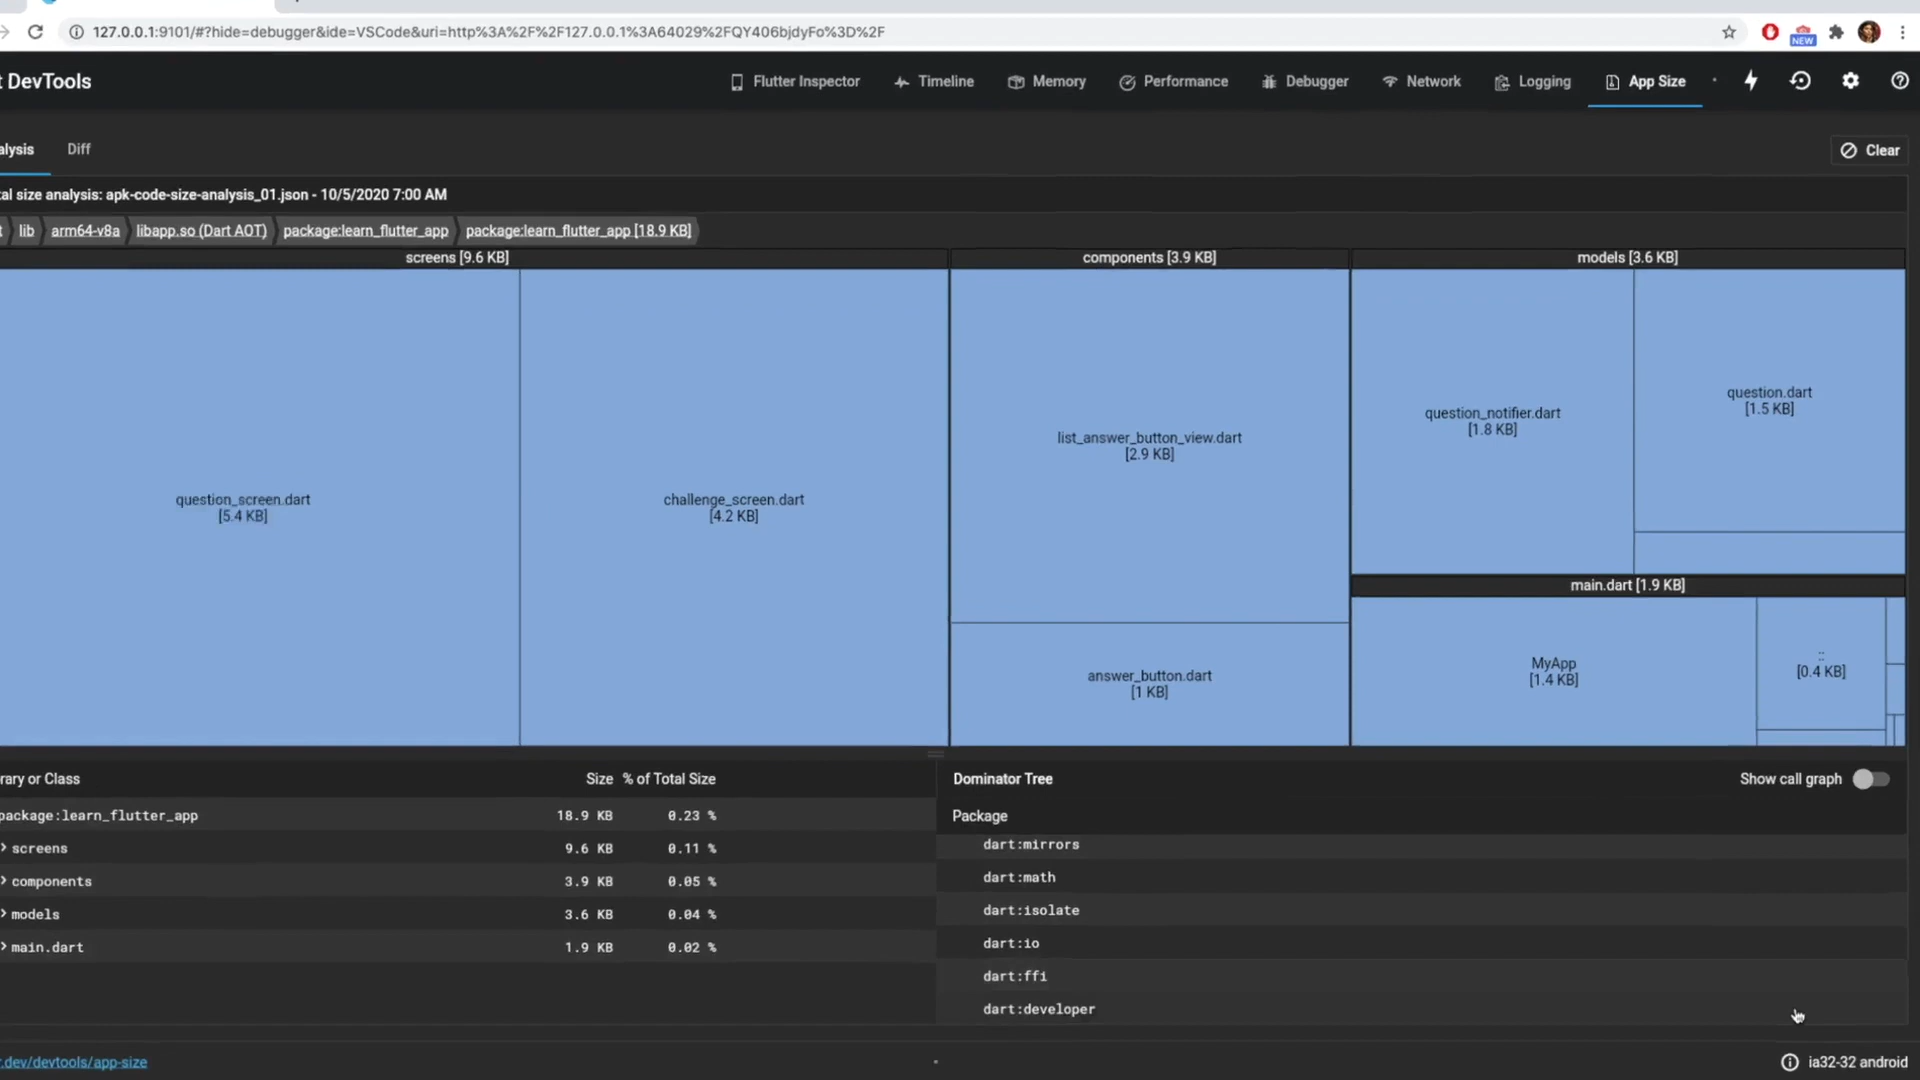 127.0.0.1:9101/#?hide=debugger&ide=VSCode&uri=http%3A%2F%2F127.0.0.1%3A64029%2FQY406bjdyFo%3D%2F
NEW
t DevTools
Flutter Inspector
Timeline
Memory
Performance
Debugger
Network
Logging
App Size
alysis
Diff
Clear
tal size analysis: apk-code-size-analysis_01.json - 10/5/2020 7:00 AM
t lib arm64-v8a libapp.so (Dart AOT) package:learn_flutter_app package:learn_flutter_app [18.9 KB]
screens [9.6 KB]
components [3.9 KB]
models [3.6 KB]
question_screen.dart
[5.4 KB]
challenge_screen.dart
[4.2 KB]
list_answer_button_view.dart
[2.9 KB]
answer_button.dart
[1 KB]
question_notifier.dart
[1.8 KB]
question.dart
[1.5 KB]
main.dart [1.9 KB]
MyApp
[1.4 KB]
::
[0.4 KB]
rary or Class Size % of Total Size
package:learn_flutter_app 18.9 KB 0.23 %
screens 9.6 KB 0.11 %
components 3.9 KB 0.05 %
models 3.6 KB 0.04 %
main.dart 1.9 KB 0.02 %
Dominator Tree
Show call graph
Package
dart:mirrors
dart:math
dart:isolate
dart:io
dart:ffi
dart:developer
r.dev/devtools/app-size
ia32-32 android